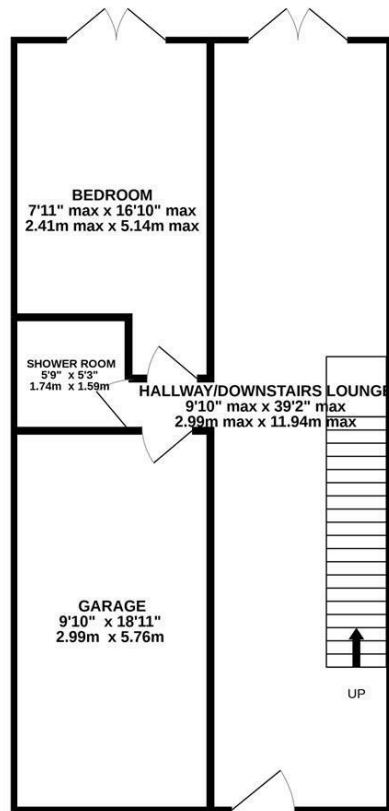 BEDROOM
7'11" max x 16'10" max
2.41m max x 5.14m max
SHOWER ROOM
5'9" x 5'3"
1.74m x 1.59m
HALLWAY/DOWNSTAIRS LOUNGE
9'10" max x 39'2" max
2.99m max x 11.94m max
GARAGE
9'10" x 18'11"
2.99m x 5.76m
UP